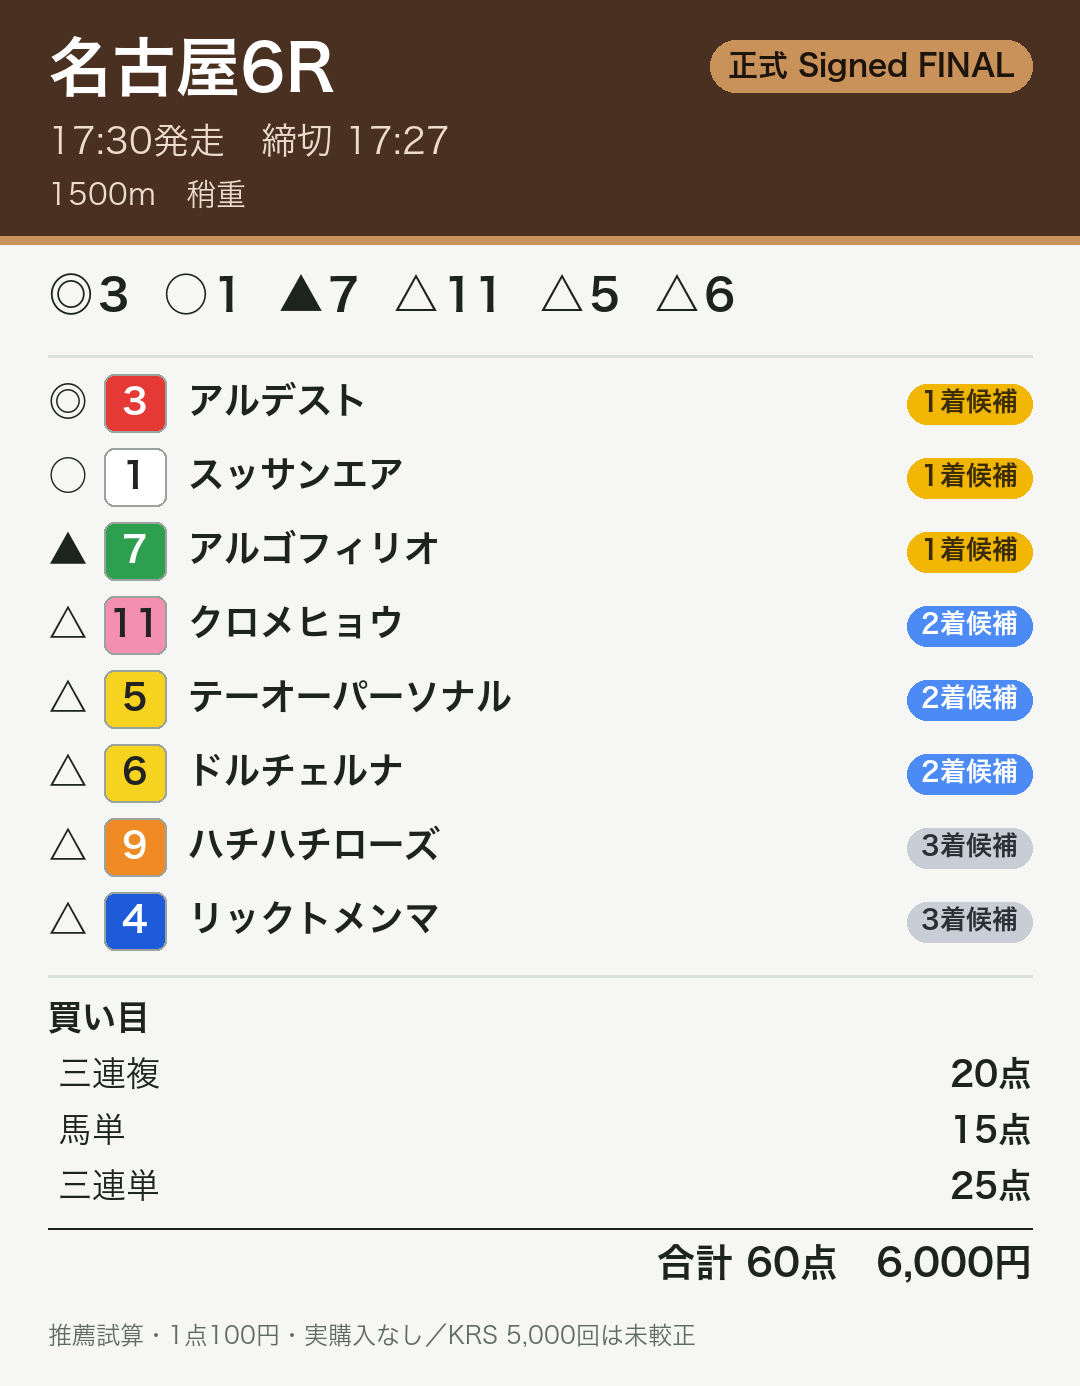 名古屋6R
正式 Signed FINAL
17:30発走　締切 17:27
1500m　稍重
◎3 ○1 ▲7 △11 △5 △6
◎ 3 アルデスト 1着候補
○ 1 スッサンエア 1着候補
▲ 7 アルゴフィリオ 1着候補
△ 11 クロメヒョウ 2着候補
△ 5 テーオーパーソナル 2着候補
△ 6 ドルチェルナ 2着候補
△ 9 ハチハチローズ 3着候補
△ 4 リックトメンマ 3着候補
買い目
三連複 20点
馬単 15点
三連単 25点
合計 60点　6,000円
推薦試算・1点100円・実購入なし／KRS 5,000回は未較正